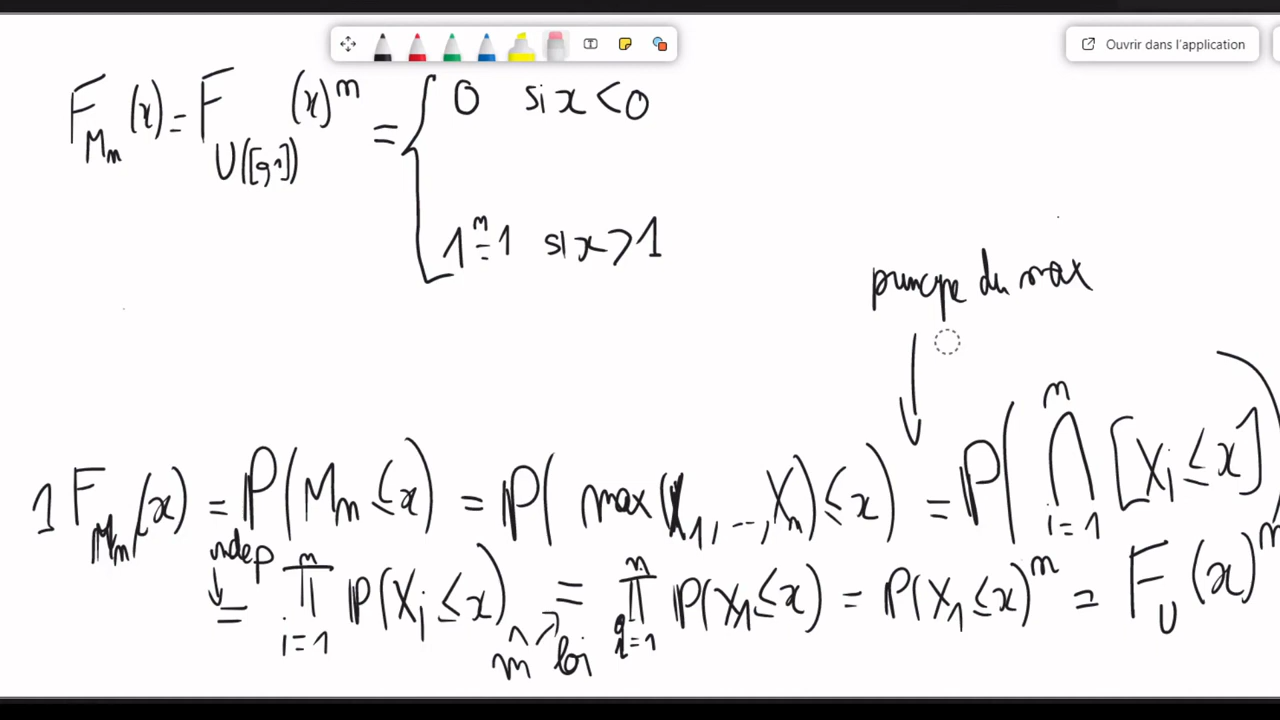 Ouvrir dans l'application
F_{M_n}(x) = F_{U([0,1])}(x)^n = { 0 si x < 0
1^n = 1 si x > 1
principe du max
1 F_{M_n}(x) = P(M_n ≤ x) = P(max(X_1, ..., X_n) ≤ x) = P(⋂_{i=1}^n [X_i ≤ x])
indep
= ∏_{i=1}^n P(X_i ≤ x) = ∏_{i=1}^n P(X_1 ≤ x) = P(X_1 ≤ x)^n = F_U(x)^n
m^ loi